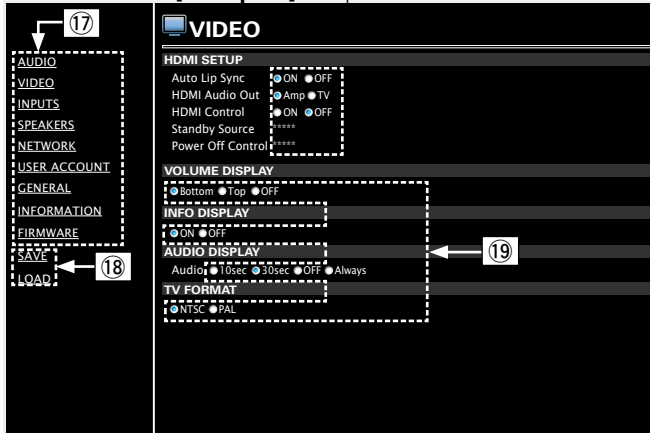 ⑰
VIDEO
AUDIO
VIDEO
INPUTS
SPEAKERS
NETWORK
USER ACCOUNT
GENERAL
INFORMATION
FIRMWARE
SAVE
LOAD
⑱
HDMI SETUP
Auto Lip Sync ON OFF
HDMI Audio Out Amp TV
HDMI Control ON OFF
Standby Source *****
Power Off Control *****
VOLUME DISPLAY
Bottom Top OFF
INFO DISPLAY
ON OFF
AUDIO DISPLAY
Audio 10sec 30sec OFF Always
TV FORMAT
NTSC PAL
⑲